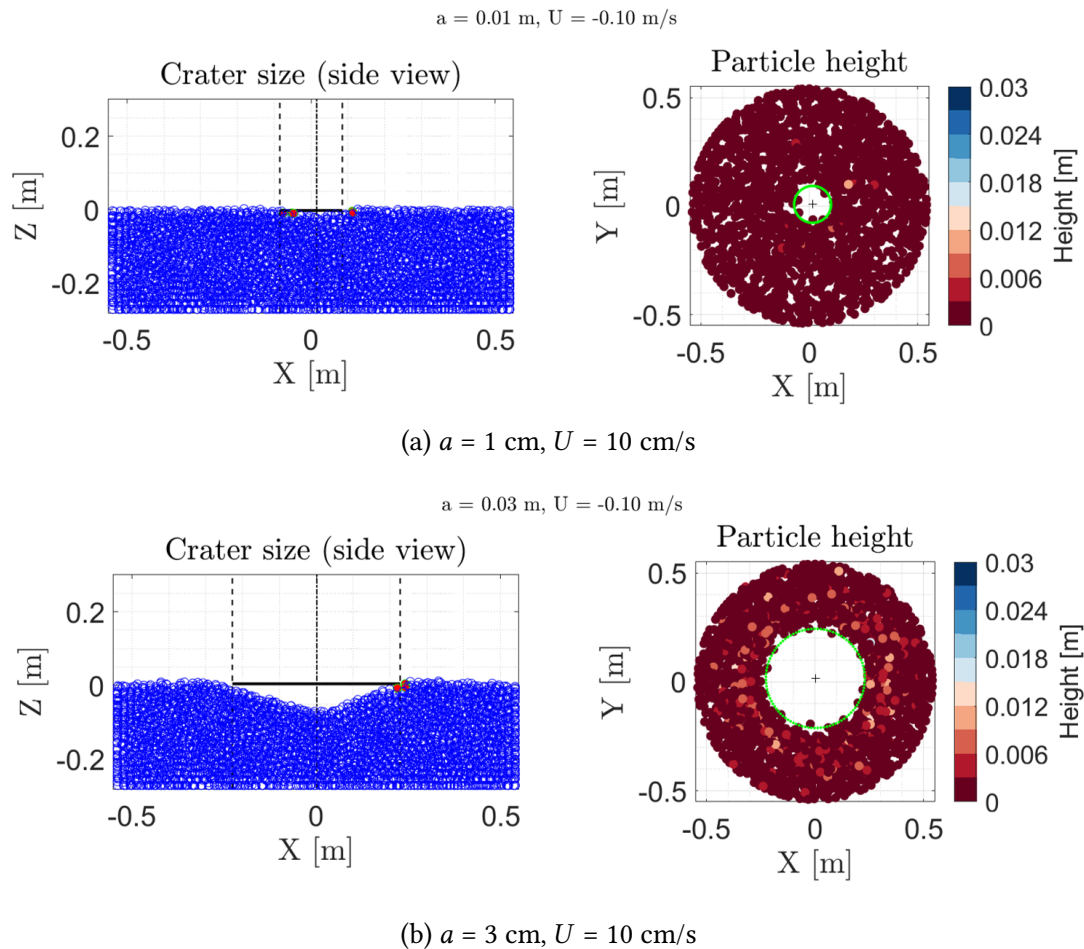 a = 0.01 m, U = -0.10 m/s
Crater size (side view)
Z [m]
0.2
0
-0.2
-0.5
0
0.5
X [m]
Particle height
Y [m]
0.5
0
-0.5
-0.5
0
0.5
X [m]
0.03
0.024
0.018
0.012
0.006
0
Height [m]
(a) a = 1 cm, U = 10 cm/s
a = 0.03 m, U = -0.10 m/s
Crater size (side view)
Z [m]
0.2
0
-0.2
-0.5
0
0.5
X [m]
Particle height
Y [m]
0.5
0
-0.5
-0.5
0
0.5
X [m]
0.03
0.024
0.018
0.012
0.006
0
Height [m]
(b) a = 3 cm, U = 10 cm/s